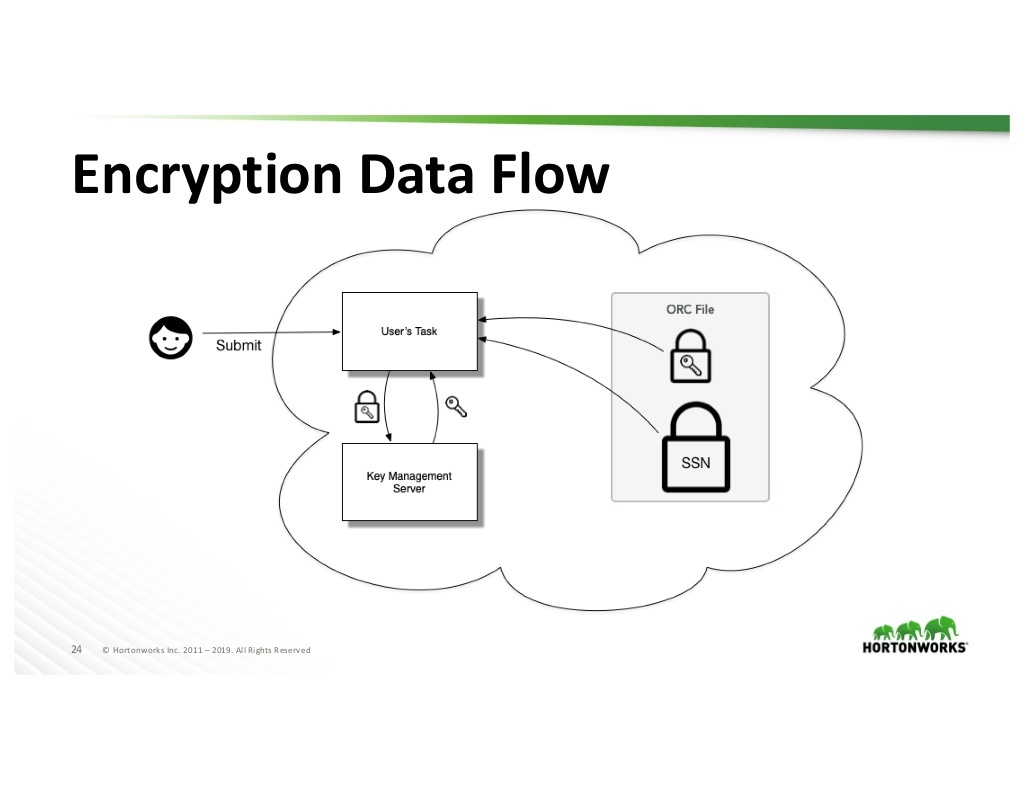 Encryption Data Flow
ORC File
User's Task
Submit
Key Management
Server
SSN
24 © Hortonworks Inc. 2011 – 2019. All Rights Reserved
HORTONWORKS